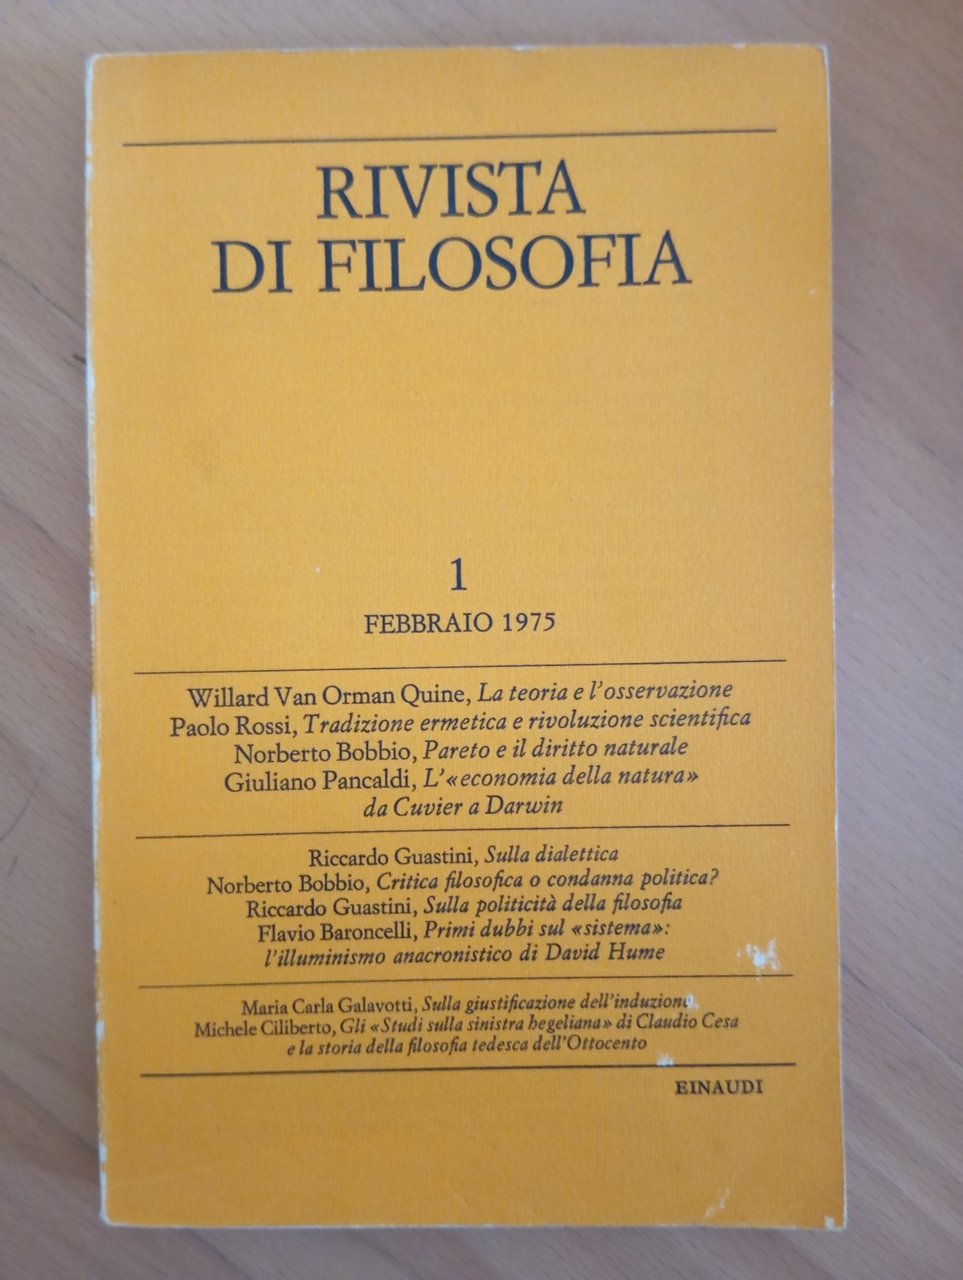 RIVISTA
DI FILOSOFIA
1
FEBBRAIO 1975
Willard Van Orman Quine, La teoria e l'osservazione
Paolo Rossi, Tradizione ermetica e rivoluzione scientifica
Norberto Bobbio, Pareto e il diritto naturale
Giuliano Pancaldi, L'«economia della natura»
da Cuvier a Darwin
Riccardo Guastini, Sulla dialettica
Norberto Bobbio, Critica filosofica o condanna politica?
Riccardo Guastini, Sulla politicità della filosofia
Flavio Baroncelli, Primi dubbi sul «sistema»:
l'illuminismo anacronistico di David Hume
Maria Carla Galavotti, Sulla giustificazione dell'induzione
Michele Ciliberto, Gli «Studi sulla sinistra hegeliana» di Claudio Cesa
e la storia della filosofia tedesca dell'Ottocento
EINAUDI